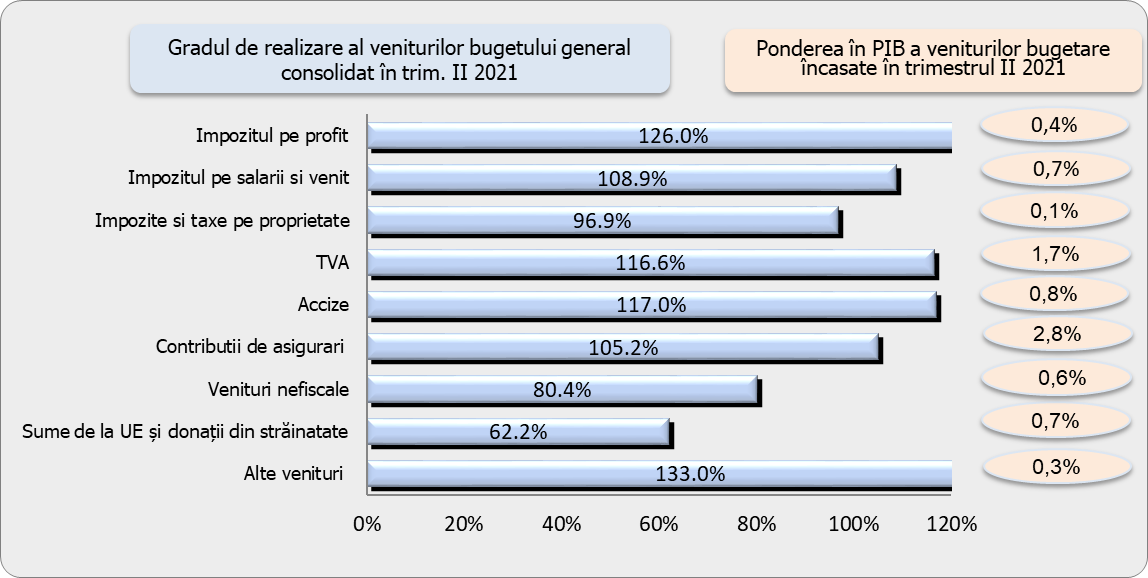 Gradul de realizare al veniturilor bugetului general
consolidat în trim. II 2021
Ponderea în PIB a veniturilor bugetare
încasate în trimestrul II 2021
Impozitul pe profit 126.0% 0,4%
Impozitul pe salarii si venit 108.9% 0,7%
Impozite si taxe pe proprietate 96.9% 0,1%
TVA 116.6% 1,7%
Accize 117.0% 0,8%
Contributii de asigurari 105.2% 2,8%
Venituri nefiscale 80.4% 0,6%
Sume de la UE și donații din străinatate 62.2% 0,7%
Alte venituri 133.0% 0,3%
0% 20% 40% 60% 80% 100% 120%